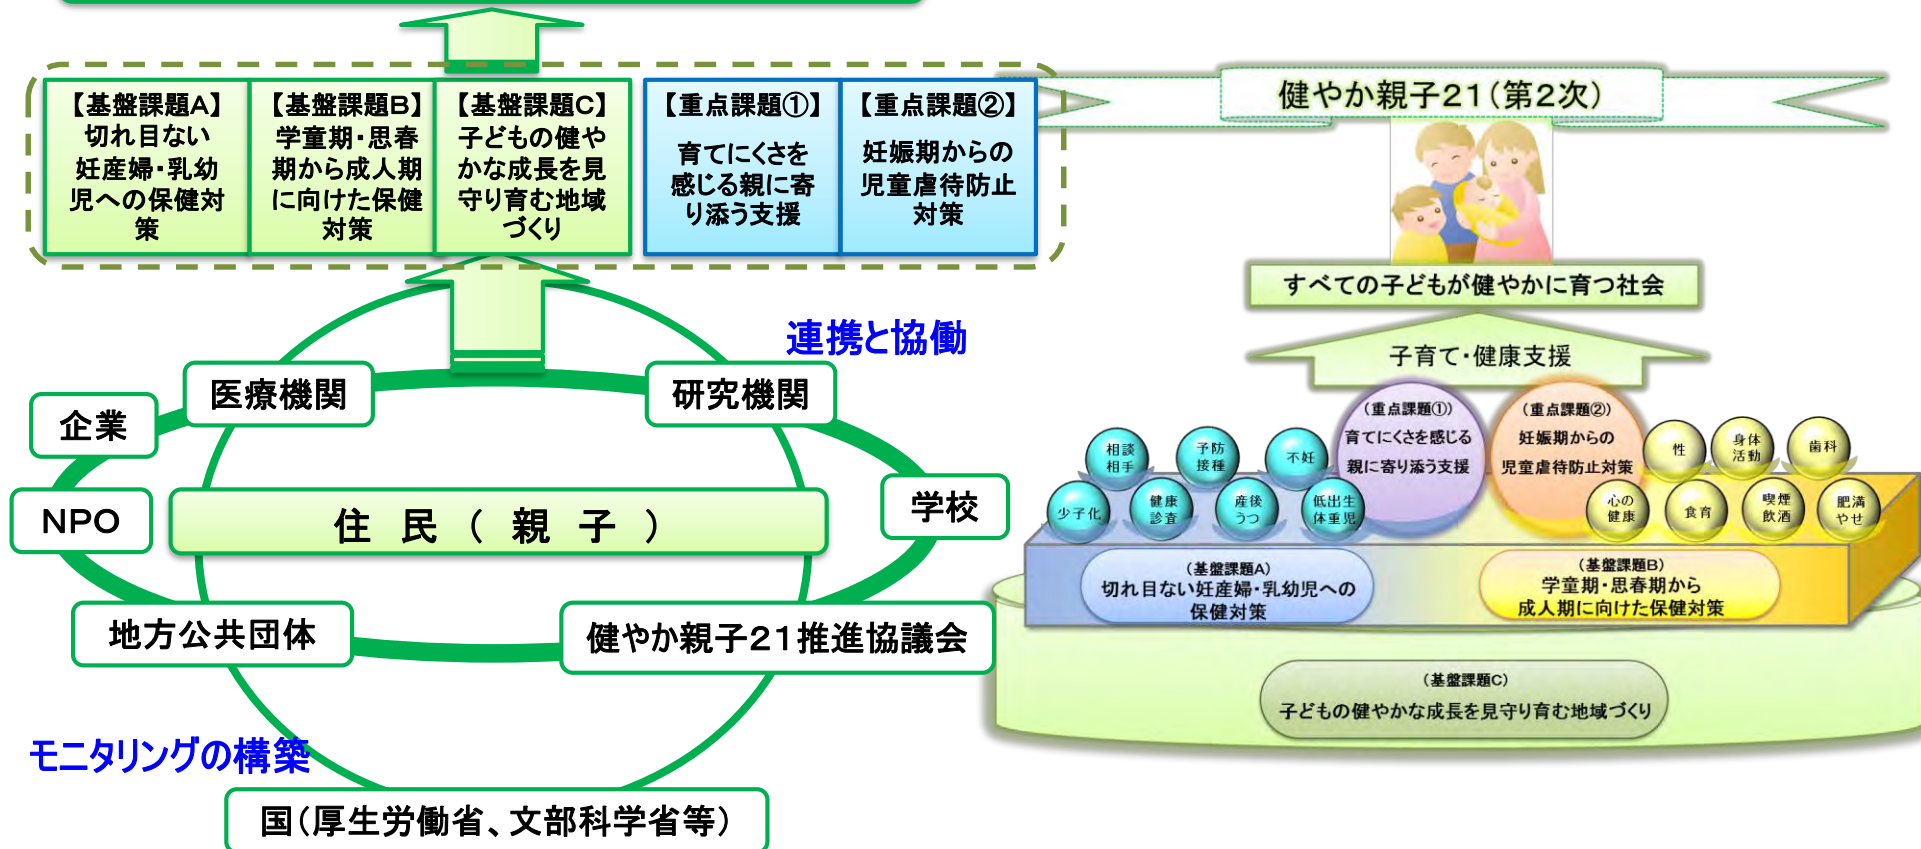 【基盤課題A】
切れ目ない
妊産婦・乳幼
児への保健対
策
【基盤課題B】
学童期・思春
期から成人期
に向けた保健
対策
【基盤課題C】
子どもの健や
かな成長を見
守り育む地域
づくり
【重点課題①】
育てにくさを
感じる親に寄
り添う支援
【重点課題②】
妊娠期からの
児童虐待防止
対策
連携と協働
医療機関
研究機関
企業
NPO
学校
住民(親子)
地方公共団体
健やか親子21推進協議会
モニタリングの構築
国(厚生労働省、文部科学省等)
健やか親子21(第2次)
すべての子どもが健やかに育つ社会
子育て・健康支援
(重点課題①)
育てにくさを感じる
親に寄り添う支援
(重点課題②)
妊娠期からの
児童虐待防止対策
相談
相手
予防
接種
不妊
少子化
健康
診査
産後
うつ
低出生
体重児
性
身体
活動
歯科
心の
健康
食育
喫煙
飲酒
肥満
やせ
(基盤課題A)
切れ目ない妊産婦・乳幼児への
保健対策
(基盤課題B)
学童期・思春期から
成人期に向けた保健対策
(基盤課題C)
子どもの健やかな成長を見守り育む地域づくり